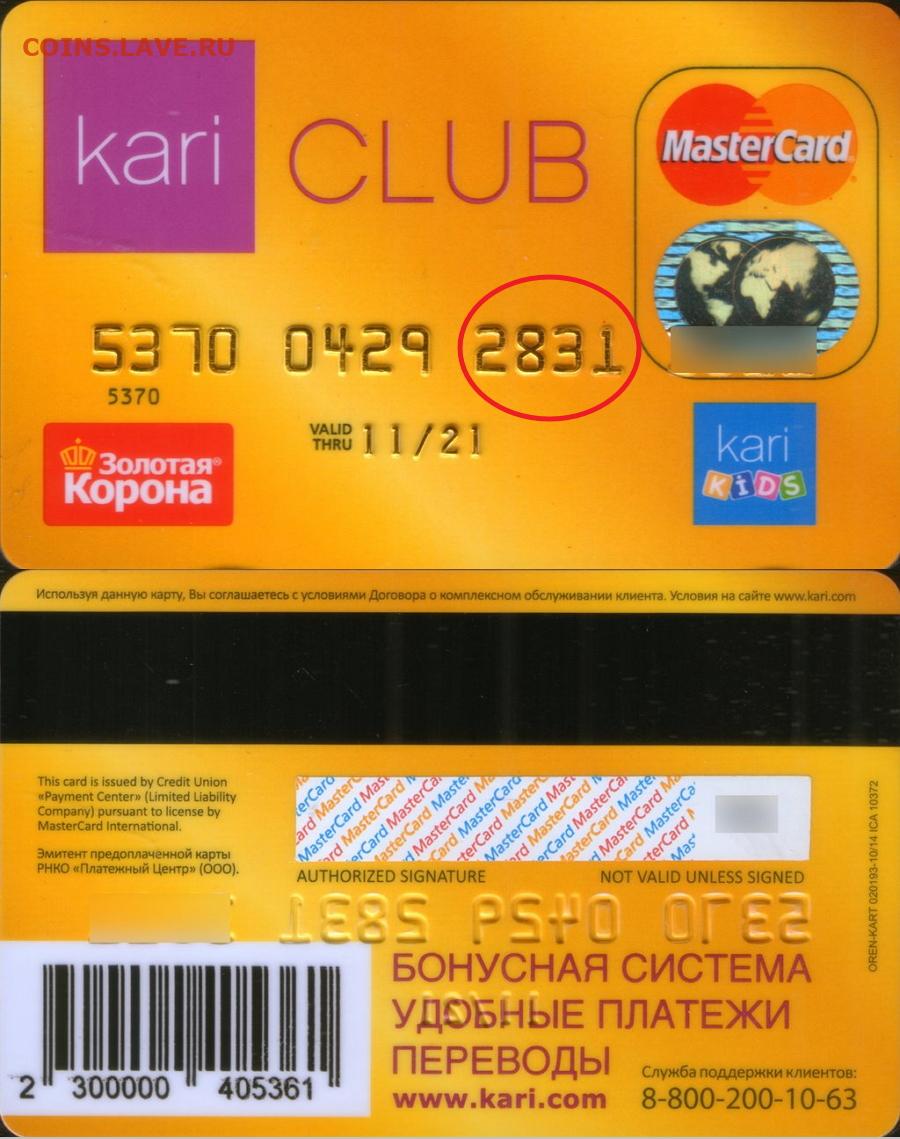 COINS.LAVE.RU
kari CLUB
MasterCard
5370 0429 2831
5370
VALID THRU 11/21
Золотая®
Корона
kari
KIDS
Используя данную карту, Вы соглашаетесь с условиями Договора о комплексном обслуживании клиента. Условия на сайте www.kari.com
This card is issued by Credit Union
«Payment Center» (Limited Liability
Company) pursuant to license by
MasterCard International.
Эмитент предоплаченной карты
РНКО «Платежный Центр» (ООО).
MasterCard
AUTHORIZED SIGNATURE NOT VALID UNLESS SIGNED
OREN-KART 020193-10/14 ICA 10372
БОНУСНАЯ СИСТЕМА
УДОБНЫЕ ПЛАТЕЖИ
ПЕРЕВОДЫ
www.kari.com
Служба поддержки клиентов:
8-800-200-10-63
2 300000 405361